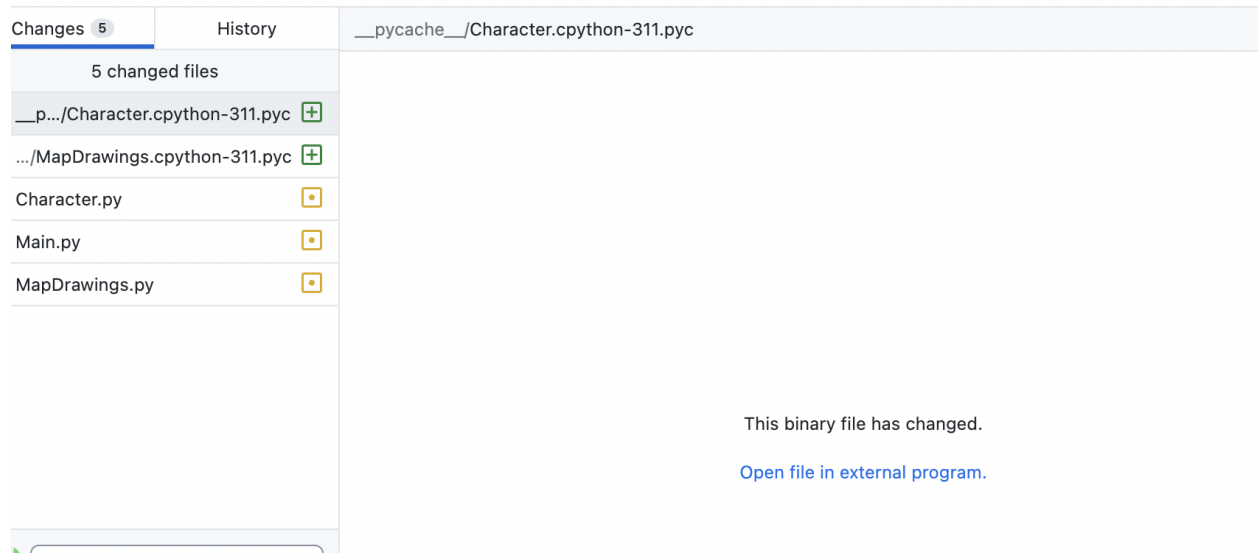 Changes 5
History
__pycache__/Character.cpython-311.pyc
5 changed files
__p.../Character.cpython-311.pyc
.../MapDrawings.cpython-311.pyc
Character.py
Main.py
MapDrawings.py
This binary file has changed.
Open file in external program.